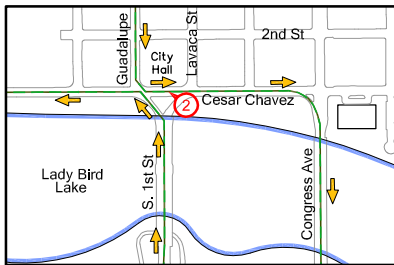 Guadalupe
City
Hall
Lavaca St
2nd St
2
Cesar Chavez
S. 1st St
Lady Bird
Lake
Congress Ave